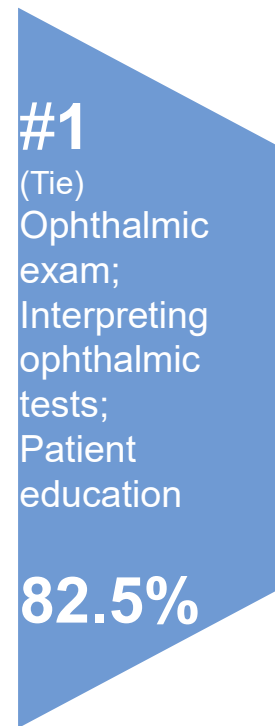 #1
(Tie)
Ophthalmic
exam;
Interpreting
ophthalmic
tests;
Patient
education
82.5%